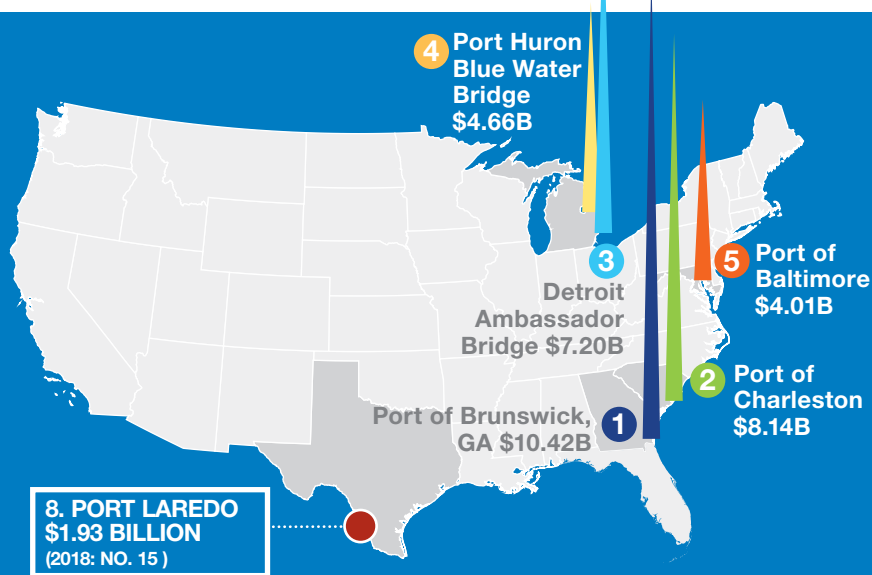 4
Port Huron
Blue Water
Bridge
$4.66B
3
Detroit
Ambassador
Bridge $7.20B
5
Port of
Baltimore
$4.01B
2
Port of
Charleston
$8.14B
Port of Brunswick,
GA $10.42B
1
8. PORT LAREDO
$1.93 BILLION
(2018: NO. 15 )